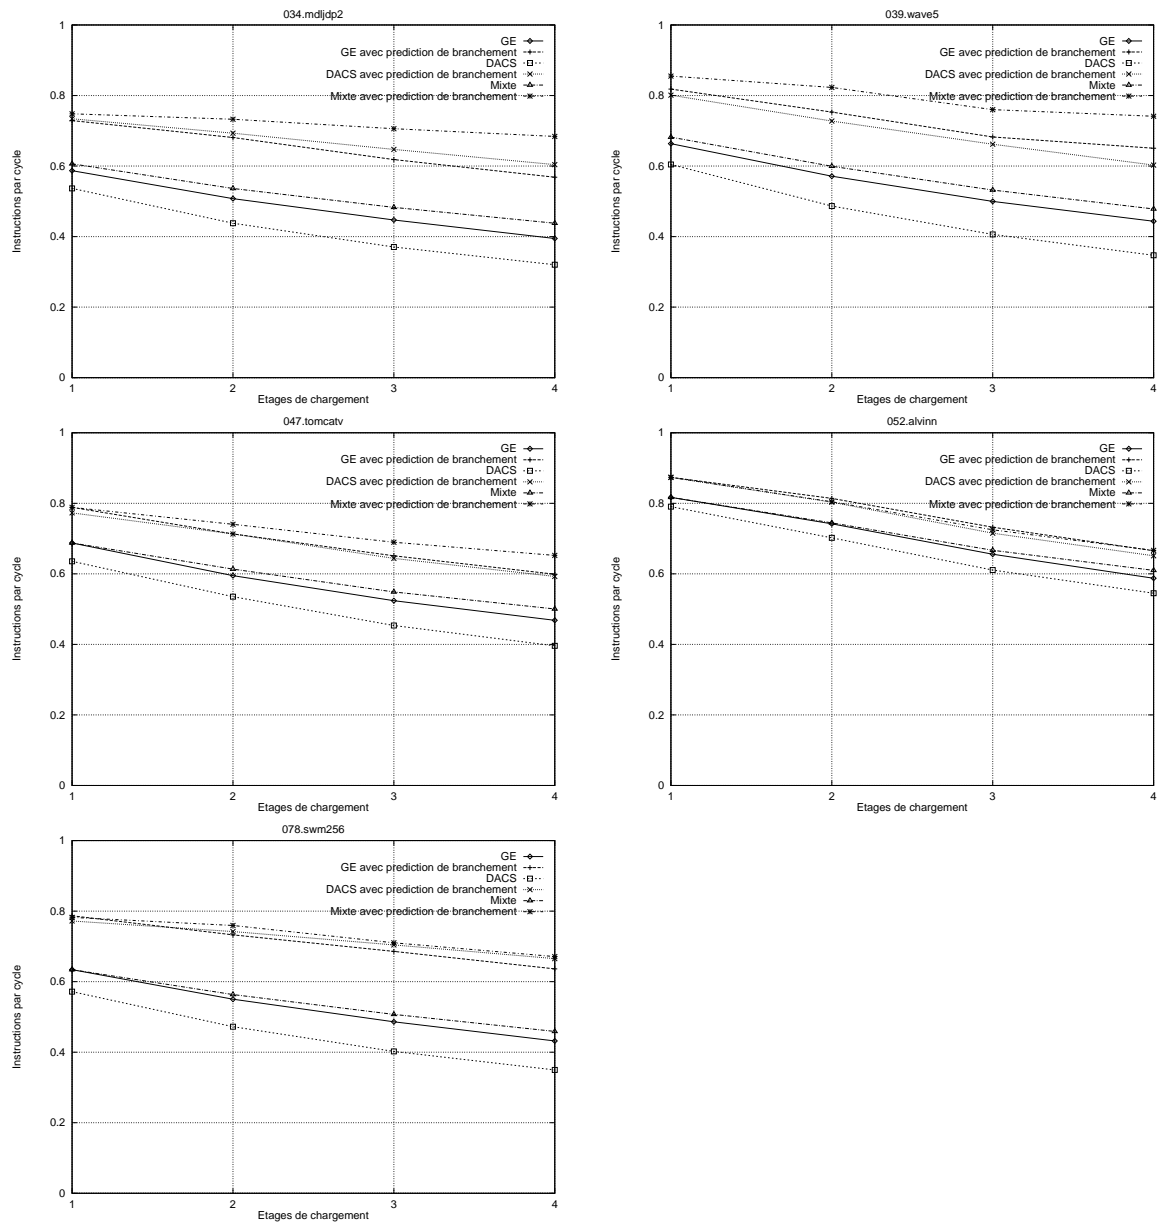 034.mdljdp2
1
GE
GE avec prediction de branchement
DACS
DACS avec prediction de branchement
Mixte
Mixte avec prediction de branchement
0.8
0.6
0.4
0.2
0
Instructions par cycle
1 2 3 4
Etages de chargement
039.wave5
1
GE
GE avec prediction de branchement
DACS
DACS avec prediction de branchement
Mixte
Mixte avec prediction de branchement
0.8
0.6
0.4
0.2
0
Instructions par cycle
1 2 3 4
Etages de chargement
047.tomcatv
1
GE
GE avec prediction de branchement
DACS
DACS avec prediction de branchement
Mixte
Mixte avec prediction de branchement
0.8
0.6
0.4
0.2
0
Instructions par cycle
1 2 3 4
Etages de chargement
052.alvinn
1
GE
GE avec prediction de branchement
DACS
DACS avec prediction de branchement
Mixte
Mixte avec prediction de branchement
0.8
0.6
0.4
0.2
0
Instructions par cycle
1 2 3 4
Etages de chargement
078.swm256
1
GE
GE avec prediction de branchement
DACS
DACS avec prediction de branchement
Mixte
Mixte avec prediction de branchement
0.8
0.6
0.4
0.2
0
Instructions par cycle
1 2 3 4
Etages de chargement